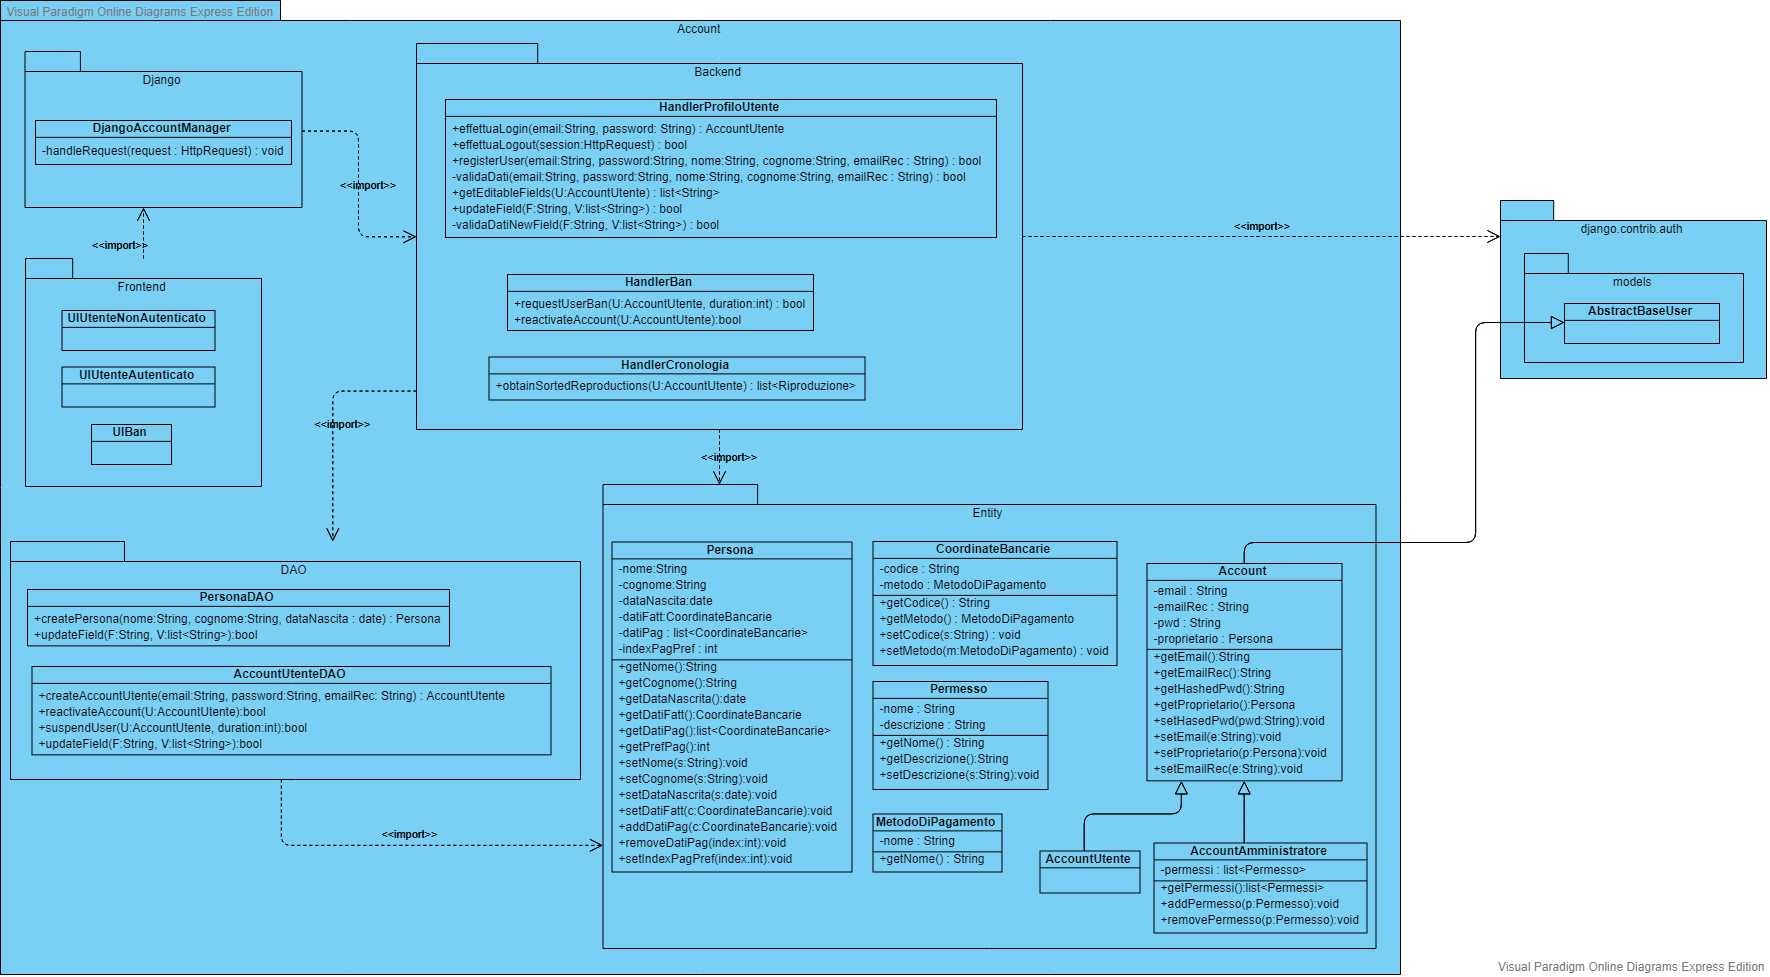 Visual Paradigm Online Diagrams Express Edition
Account
Django
DjangoAccountManager
-handleRequest(request : HttpRequest) : void
<<import>>
<<import>>
Frontend
UIUtenteNonAutenticato
UIUtenteAutenticato
UIBan
Backend
HandlerProfiloUtente
+effettuaLogin(email:String, password: String) : AccountUtente
+effettuaLogout(session:HttpRequest) : bool
+registerUser(email:String, password:String, nome:String, cognome:String, emailRec : String) : bool
-validaDati(email:String, password:String, nome:String, cognome:String, emailRec : String) : bool
+getEditableFields(U:AccountUtente) : list<String>
+updateField(F:String, V:list<String>) : bool
-validaDatiNewField(F:String, V:list<String>) : bool
HandlerBan
+requestUserBan(U:AccountUtente, duration:int) : bool
+reactivateAccount(U:AccountUtente):bool
HandlerCronologia
+obtainSortedReproductions(U:AccountUtente) : list<Riproduzione>
<<import>>
<<import>>
<<import>>
django.contrib.auth
models
AbstractBaseUser
DAO
PersonaDAO
+createPersona(nome:String, cognome:String, dataNascita : date) : Persona
+updateField(F:String, V:list<String>):bool
AccountUtenteDAO
+createAccountUtente(email:String, password:String, emailRec: String) : AccountUtente
+reactivateAccount(U:AccountUtente):bool
+suspendUser(U:AccountUtente, duration:int):bool
+updateField(F:String, V:list<String>):bool
<<import>>
Entity
Persona
-nome:String
-cognome:String
-dataNascita:date
-datiFatt:CoordinateBancarie
-datiPag : list<CoordinateBancarie>
-indexPagPref : int
+getNome():String
+getCognome():String
+getDataNascrita():date
+getDatiFatt():CoordinateBancarie
+getDatiPag():list<CoordinateBancarie>
+getPrefPag():int
+setNome(s:String):void
+setCognome(s:String):void
+setDataNascrita(s:date):void
+setDatiFatt(c:CoordinateBancarie):void
+addDatiPag(c:CoordinateBancarie):void
+removeDatiPag(index:int):void
+setIndexPagPref(index:int):void
CoordinateBancarie
-codice : String
-metodo : MetodoDiPagamento
+getCodice() : String
+getMetodo() : MetodoDiPagamento
+setCodice(s:String) : void
+setMetodo(m:MetodoDiPagamento) : void
Permesso
-nome : String
-descrizione : String
+getNome() : String
+getDescrizione():String
+setDescrizione(s:String):void
MetodoDiPagamento
-nome : String
+getNome() : String
Account
-email : String
-emailRec : String
-pwd : String
-proprietario : Persona
+getEmail():String
+getEmailRec():String
+getHashedPwd():String
+getProprietario():Persona
+setHasedPwd(pwd:String):void
+setEmail(e:String):void
+setProprietario(p:Persona):void
+setEmailRec(e:String):void
AccountUtente
AccountAmministratore
-permessi : list<Permesso>
+getPermessi():list<Permessi>
+addPermesso(p:Permesso):void
+removePermesso(p:Permesso):void
Visual Paradigm Online Diagrams Express Edition